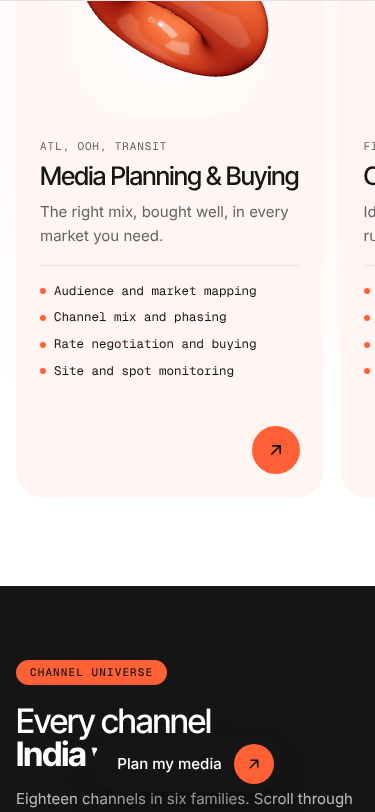 ATL, OOH, TRANSIT
Media Planning & Buying
The right mix, bought well, in every
market you need.
Audience and market mapping
Channel mix and phasing
Rate negotiation and buying
Site and spot monitoring
CHANNEL UNIVERSE
Every channel
India
Plan my media
Eighteen channels in six families. Scroll through